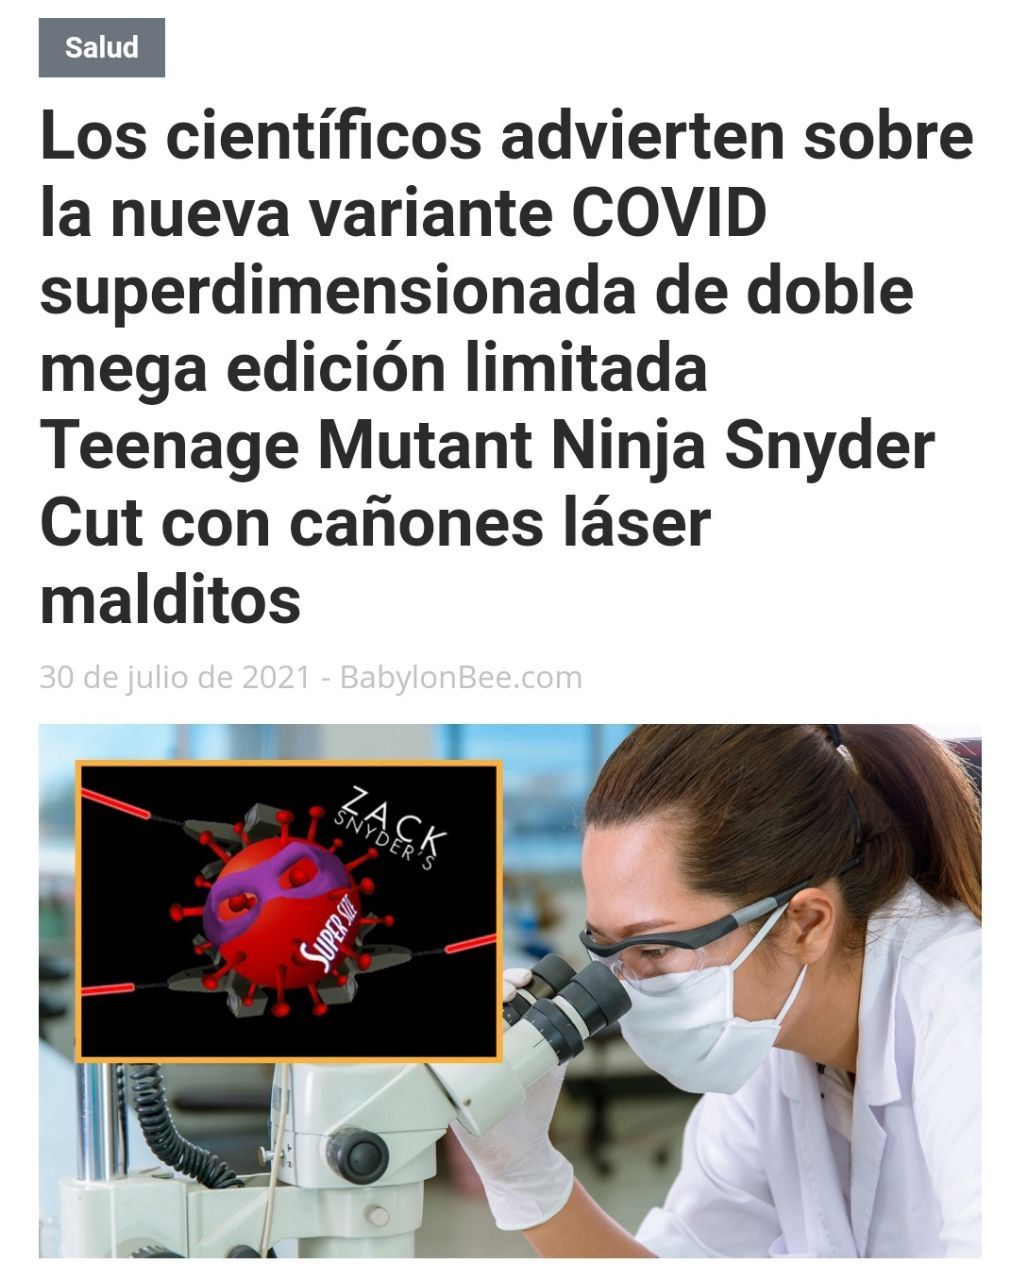 Salud
Los científicos advierten sobre
la nueva variante COVID
superdimensionada de doble
mega edición limitada
Teenage Mutant Ninja Snyder
Cut con cañones láser
malditos
30 de julio de 2021 - BabylonBee.com
ZACK
SNYDER'S
SUPER SIZE